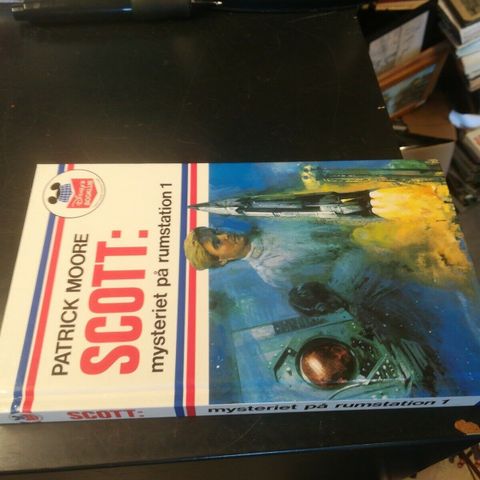 PATRICK MOORE
SCOTT:
mysteriet på rumstation 1
SCOTT:
mysteriet på rumstation 1